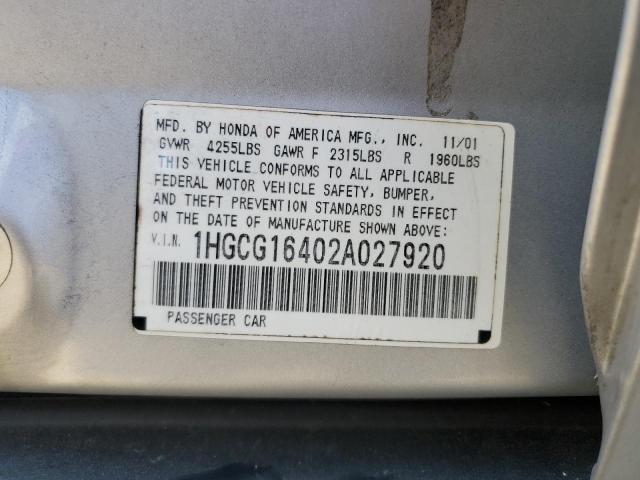 MFD. BY HONDA OF AMERICA MFG., INC. 11/01
GVWR 4255LBS GAWR F 2315LBS R 1960LBS
THIS VEHICLE CONFORMS TO ALL APPLICABLE
FEDERAL MOTOR VEHICLE SAFETY, BUMPER,
AND THEFT PREVENTION STANDARDS IN EFFECT
ON THE DATE OF MANUFACTURE SHOWN ABOVE:
V.I.N. 1HGCG16402A027920
PASSENGER CAR